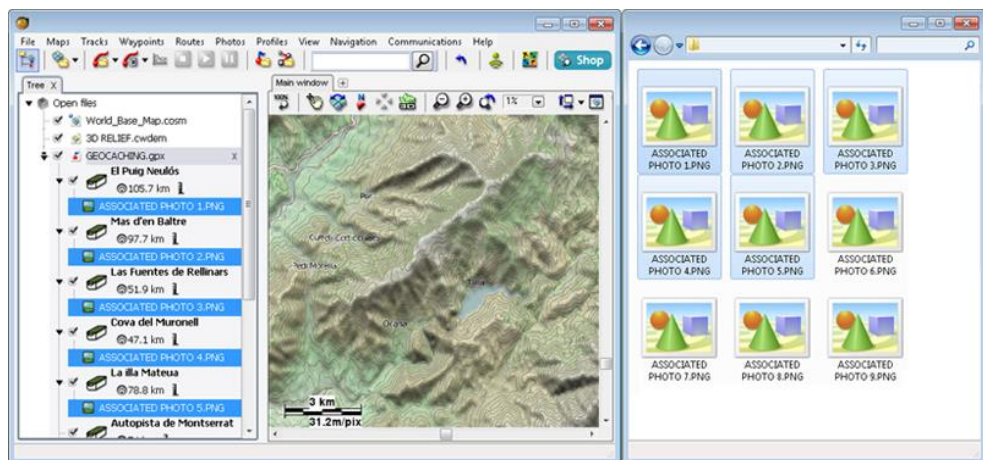 File Maps Tracks Waypoints Routes Photos Profiles View Navigation Communications Help
Shop
Tree X
Open files
World_Base_Map.cosm
3D RELIEF.cwdem
GEOCACHING.gpx x
El Puig Neulós
105.7 km
ASSOCIATED PHOTO 1.PNG
Mas d'en Baltre
97.7 km
ASSOCIATED PHOTO 2.PNG
Las Fuentes de Rellinars
51.9 km
ASSOCIATED PHOTO 3.PNG
Cova del Muronell
47.1 km
ASSOCIATED PHOTO 4.PNG
La illa Mateua
78.8 km
ASSOCIATED PHOTO 5.PNG
Autopista de Montserrat
Main window
100%
1%
3 km
31.2m/pix
ASSOCIATED PHOTO 1.PNG
ASSOCIATED PHOTO 2.PNG
ASSOCIATED PHOTO 3.PNG
ASSOCIATED PHOTO 4.PNG
ASSOCIATED PHOTO 5.PNG
ASSOCIATED PHOTO 6.PNG
ASSOCIATED PHOTO 7.PNG
ASSOCIATED PHOTO 8.PNG
ASSOCIATED PHOTO 9.PNG